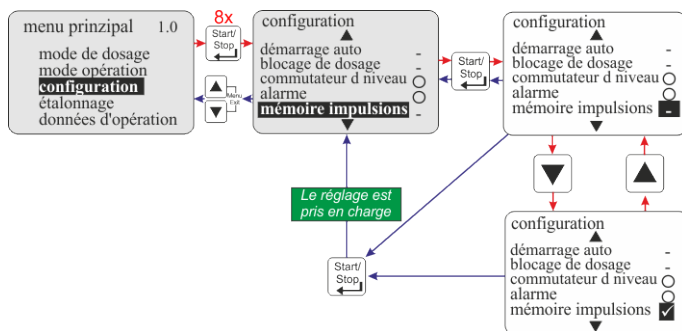 menu prinzipal 1.0
mode de dosage
mode opération
configuration
étalonnage
données d'opération
8x
Start/
Stop
Menu
Exit
configuration
démarrage auto -
blocage de dosage -
commutateur d niveau
alarme
mémoire impulsions -
Start/
Stop
configuration
démarrage auto -
blocage de dosage -
commutateur d niveau
alarme
mémoire impulsions -
Le réglage est
pris en charge
Start/
Stop
configuration
démarrage auto -
blocage de dosage -
commutateur d niveau
alarme
mémoire impulsions ✓